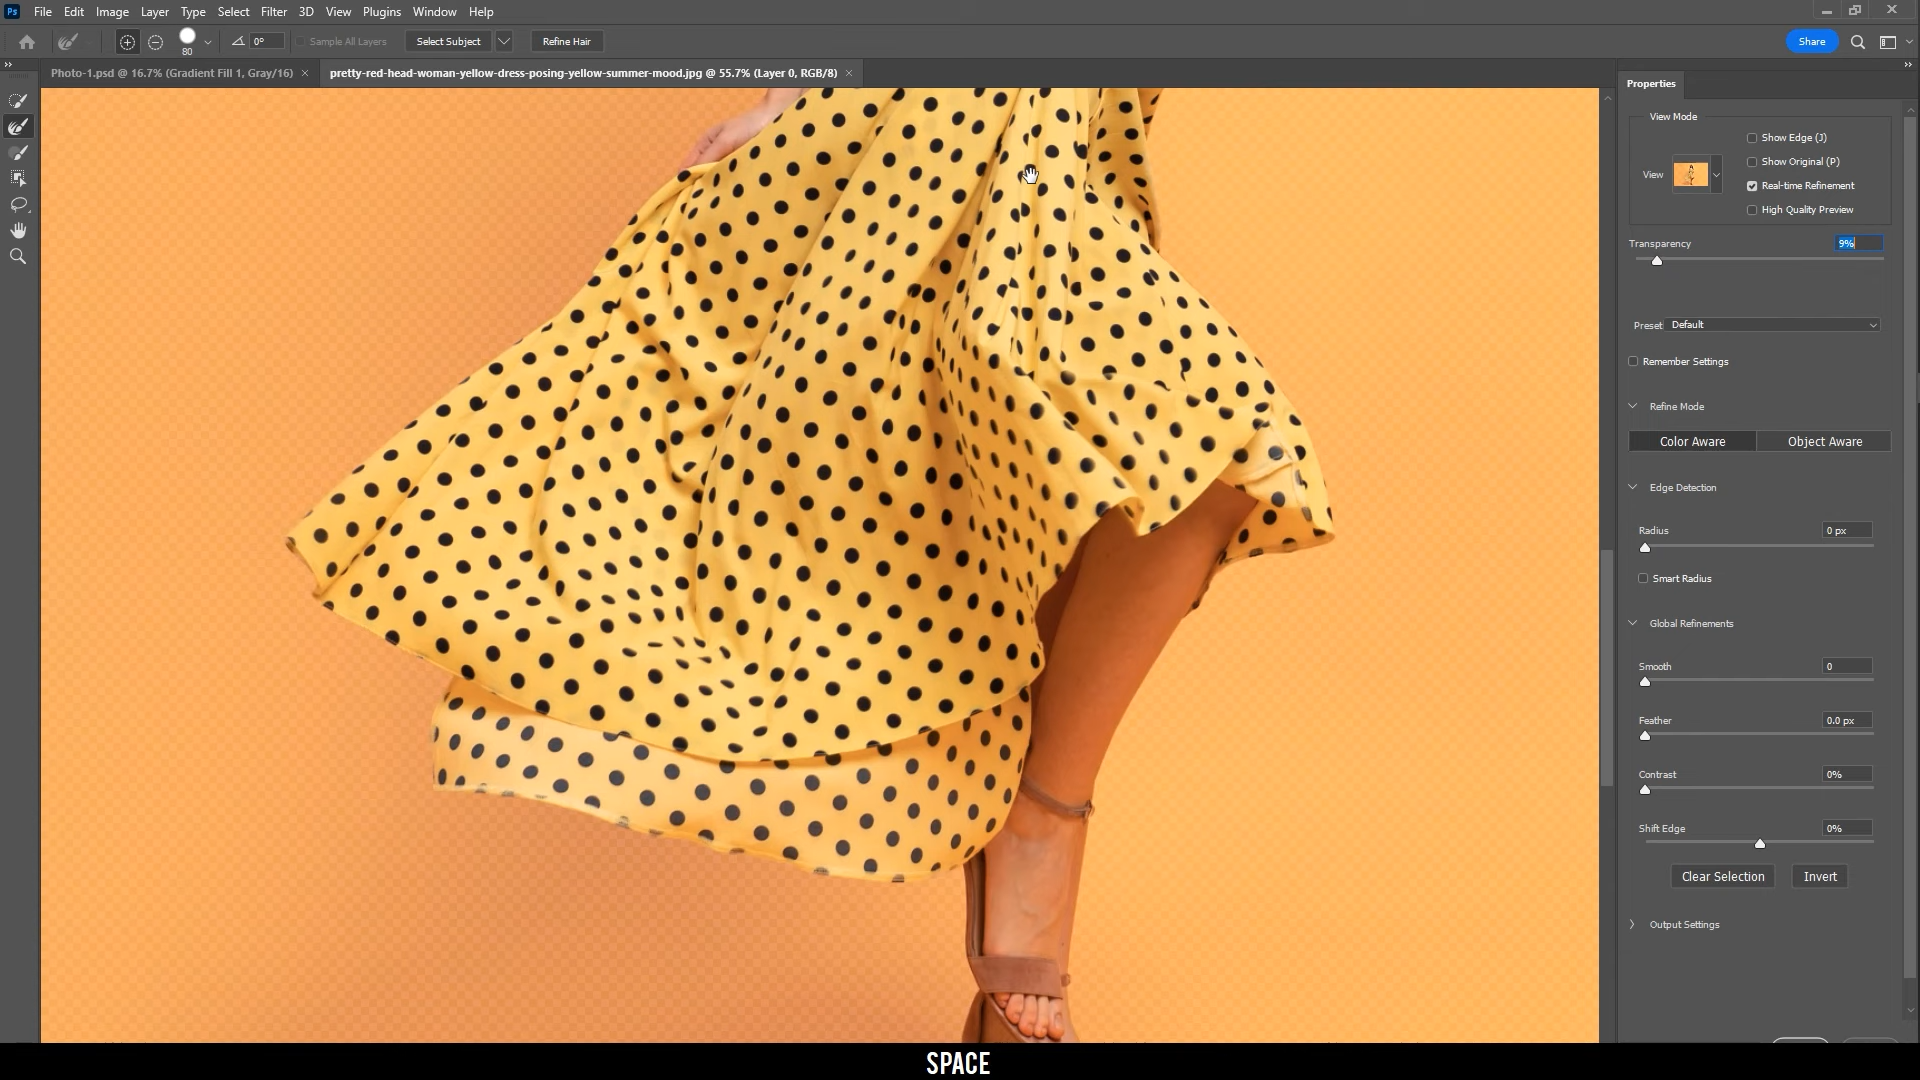 Ps File Edit Image Layer Type Select Filter 3D View Plugins Window Help
80 0° Sample All Layers Select Subject Refine Hair Share
Photo-1.psd @ 16.7% (Gradient Fill 1, Gray/16) × pretty-red-head-woman-yellow-dress-posing-yellow-summer-mood.jpg @ 55.7% (Layer 0, RGB/8) ×
Properties
View Mode
Show Edge (J)
Show Original (P)
View
Real-time Refinement
High Quality Preview
Transparency 9%
Preset Default
Remember Settings
Refine Mode
Color Aware Object Aware
Edge Detection
Radius 0 px
Smart Radius
Global Refinements
Smooth 0
Feather 0.0 px
Contrast 0%
Shift Edge 0%
Clear Selection Invert
Output Settings
SPACE